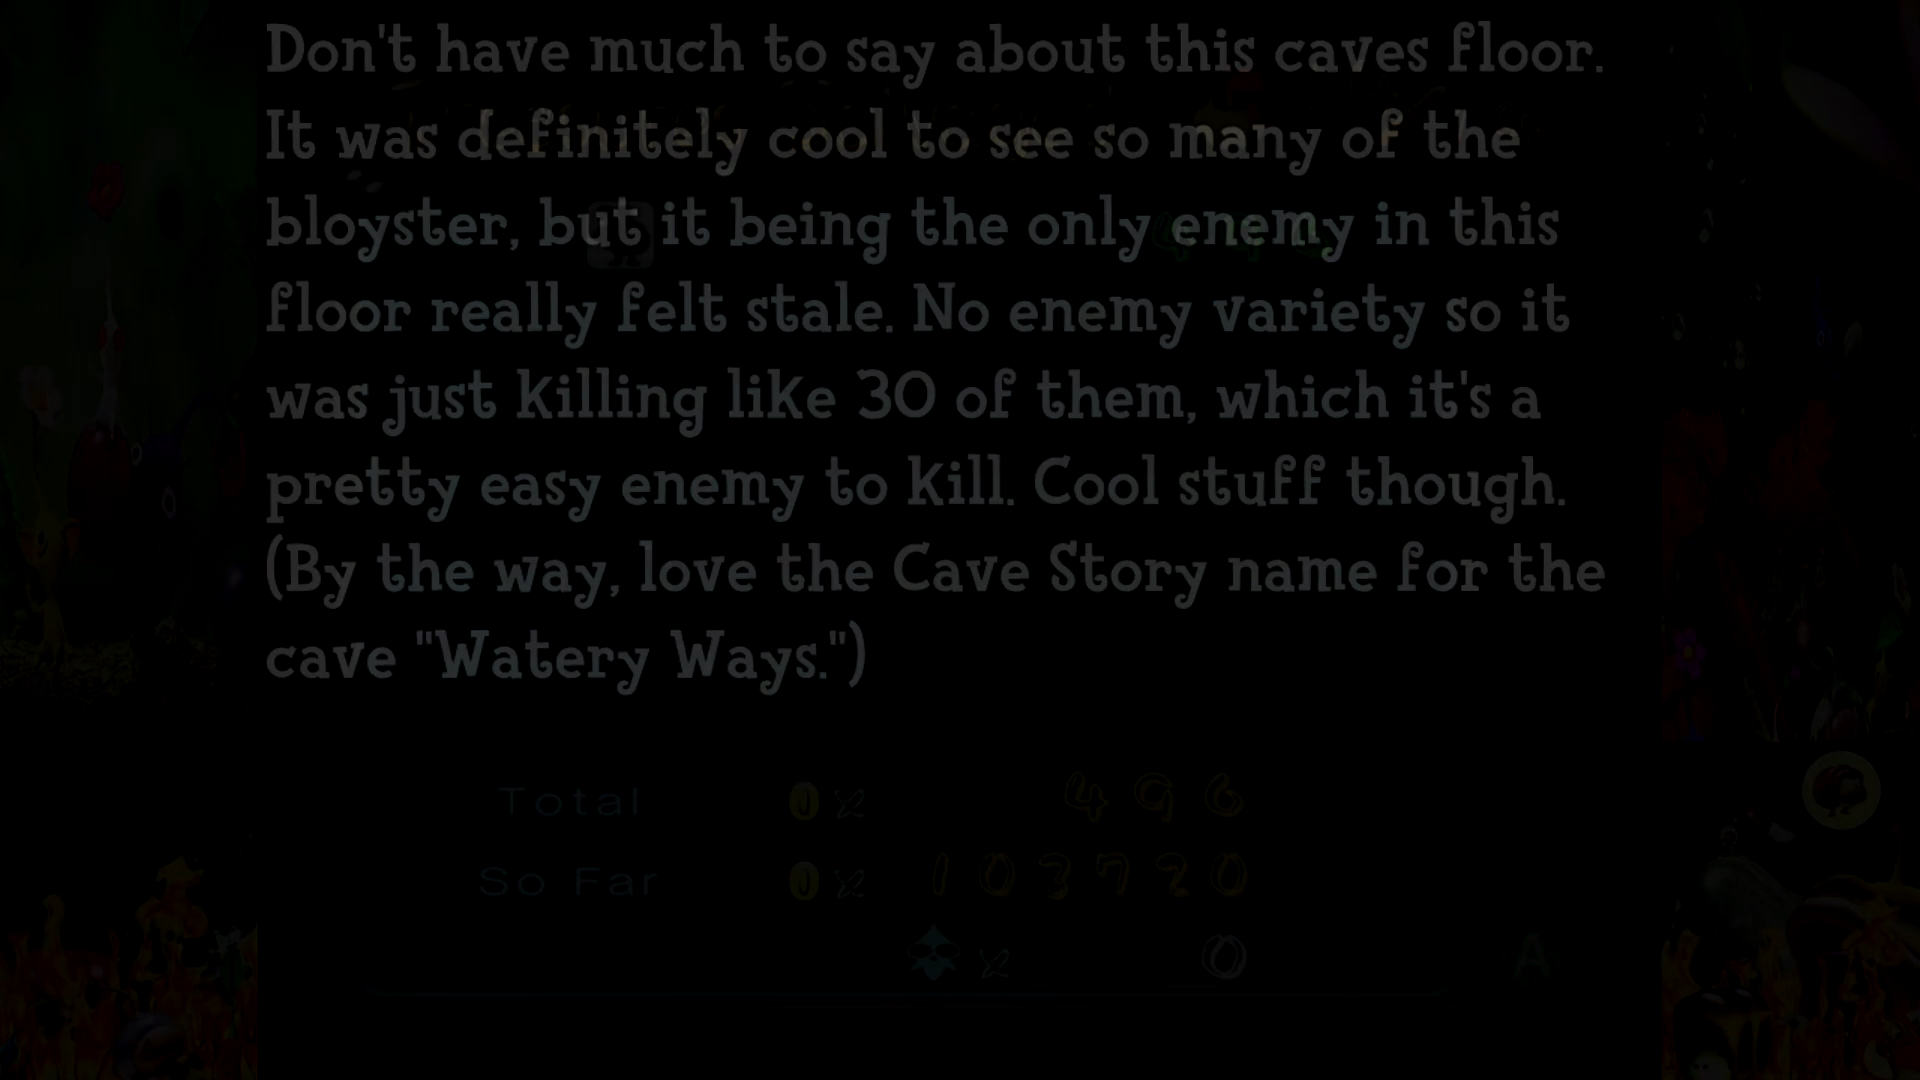 Don't have much to say about this caves floor.
It was definitely cool to see so many of the
bloyster, but it being the only enemy in this
floor really felt stale. No enemy variety so it
was just killing like 30 of them, which it's a
pretty easy enemy to kill. Cool stuff though.
(By the way, love the Cave Story name for the
cave "Watery Ways.")
Total x 496
So Far x 103720
x 0 A